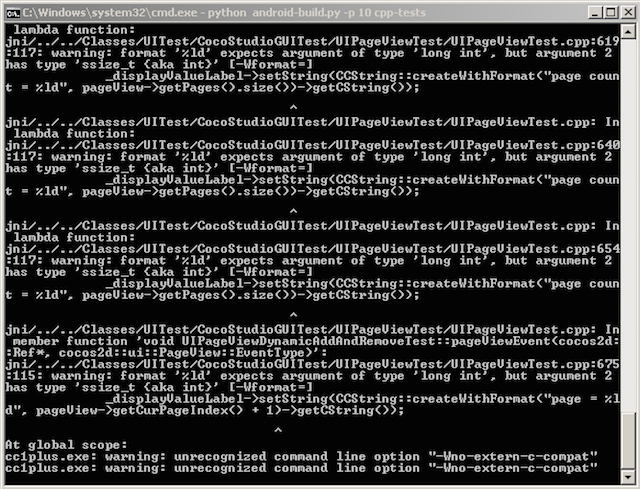 C:\Windows\system32\cmd.exe - python android-build.py -p 10 cpp-tests
lambda function:
jni/../../Classes/UITest/CocoStudioGUITest/UIPageViewTest/UIPageViewTest.cpp:619
:117: warning: format '%ld' expects argument of type 'long int', but argument 2
has type 'ssize_t {aka int}' [-Wformat=]
_displayValueLabel->setString(CCString::createWithFormat("page coun
t = %ld", pageView->getPages().size())->getCString());
^
jni/../../Classes/UITest/CocoStudioGUITest/UIPageViewTest/UIPageViewTest.cpp: In
lambda function:
jni/../../Classes/UITest/CocoStudioGUITest/UIPageViewTest/UIPageViewTest.cpp:640
:117: warning: format '%ld' expects argument of type 'long int', but argument 2
has type 'ssize_t {aka int}' [-Wformat=]
_displayValueLabel->setString(CCString::createWithFormat("page coun
t = %ld", pageView->getPages().size())->getCString());
^
jni/../../Classes/UITest/CocoStudioGUITest/UIPageViewTest/UIPageViewTest.cpp: In
lambda function:
jni/../../Classes/UITest/CocoStudioGUITest/UIPageViewTest/UIPageViewTest.cpp:654
:117: warning: format '%ld' expects argument of type 'long int', but argument 2
has type 'ssize_t {aka int}' [-Wformat=]
_displayValueLabel->setString(CCString::createWithFormat("page coun
t = %ld", pageView->getPages().size())->getCString());
^
jni/../../Classes/UITest/CocoStudioGUITest/UIPageViewTest/UIPageViewTest.cpp: In
member function 'void UIPageViewDynamicAddAndRemoveTest::pageViewEvent(cocos2d:
:Ref*, cocos2d::ui::PageView::EventType)':
jni/../../Classes/UITest/CocoStudioGUITest/UIPageViewTest/UIPageViewTest.cpp:675
:115: warning: format '%ld' expects argument of type 'long int', but argument 2
has type 'ssize_t {aka int}' [-Wformat=]
_displayValueLabel->setString(CCString::createWithFormat("page = %l
d", pageView->getCurPageIndex() + 1)->getCString());
^
At global scope:
cc1plus.exe: warning: unrecognized command line option "-Wno-extern-c-compat"
cc1plus.exe: warning: unrecognized command line option "-Wno-extern-c-compat"